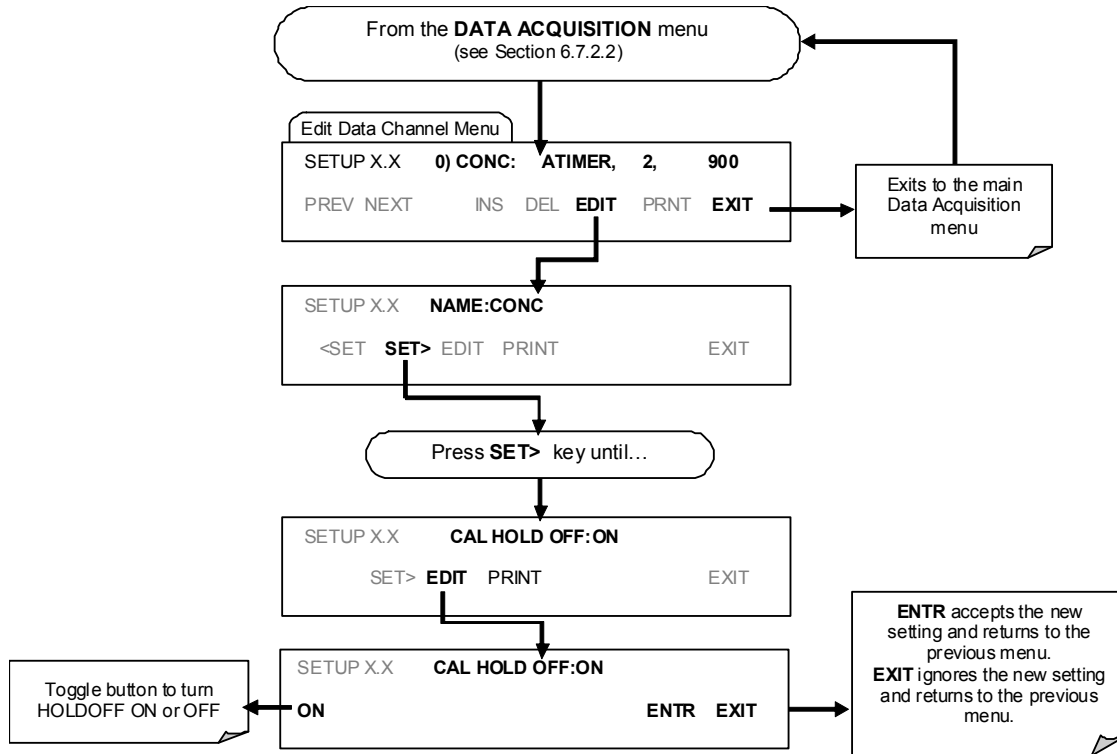 From the DATA ACQUISITION menu
(see Section 6.7.2.2)
Edit Data Channel Menu
SETUP X.X 0) CONC: ATIMER, 2, 900
PREV NEXT INS DEL EDIT PRNT EXIT
Exits to the main
Data Acquisition
menu
SETUP X.X NAME:CONC
<SET SET> EDIT PRINT EXIT
Press SET> key until…
SETUP X.X CAL HOLD OFF:ON
SET> EDIT PRINT EXIT
SETUP X.X CAL HOLD OFF:ON
ON ENTR EXIT
Toggle button to turn
HOLDOFF ON or OFF
ENTR accepts the new
setting and returns to the
previous menu.
EXIT ignores the new setting
and returns to the previous
menu.